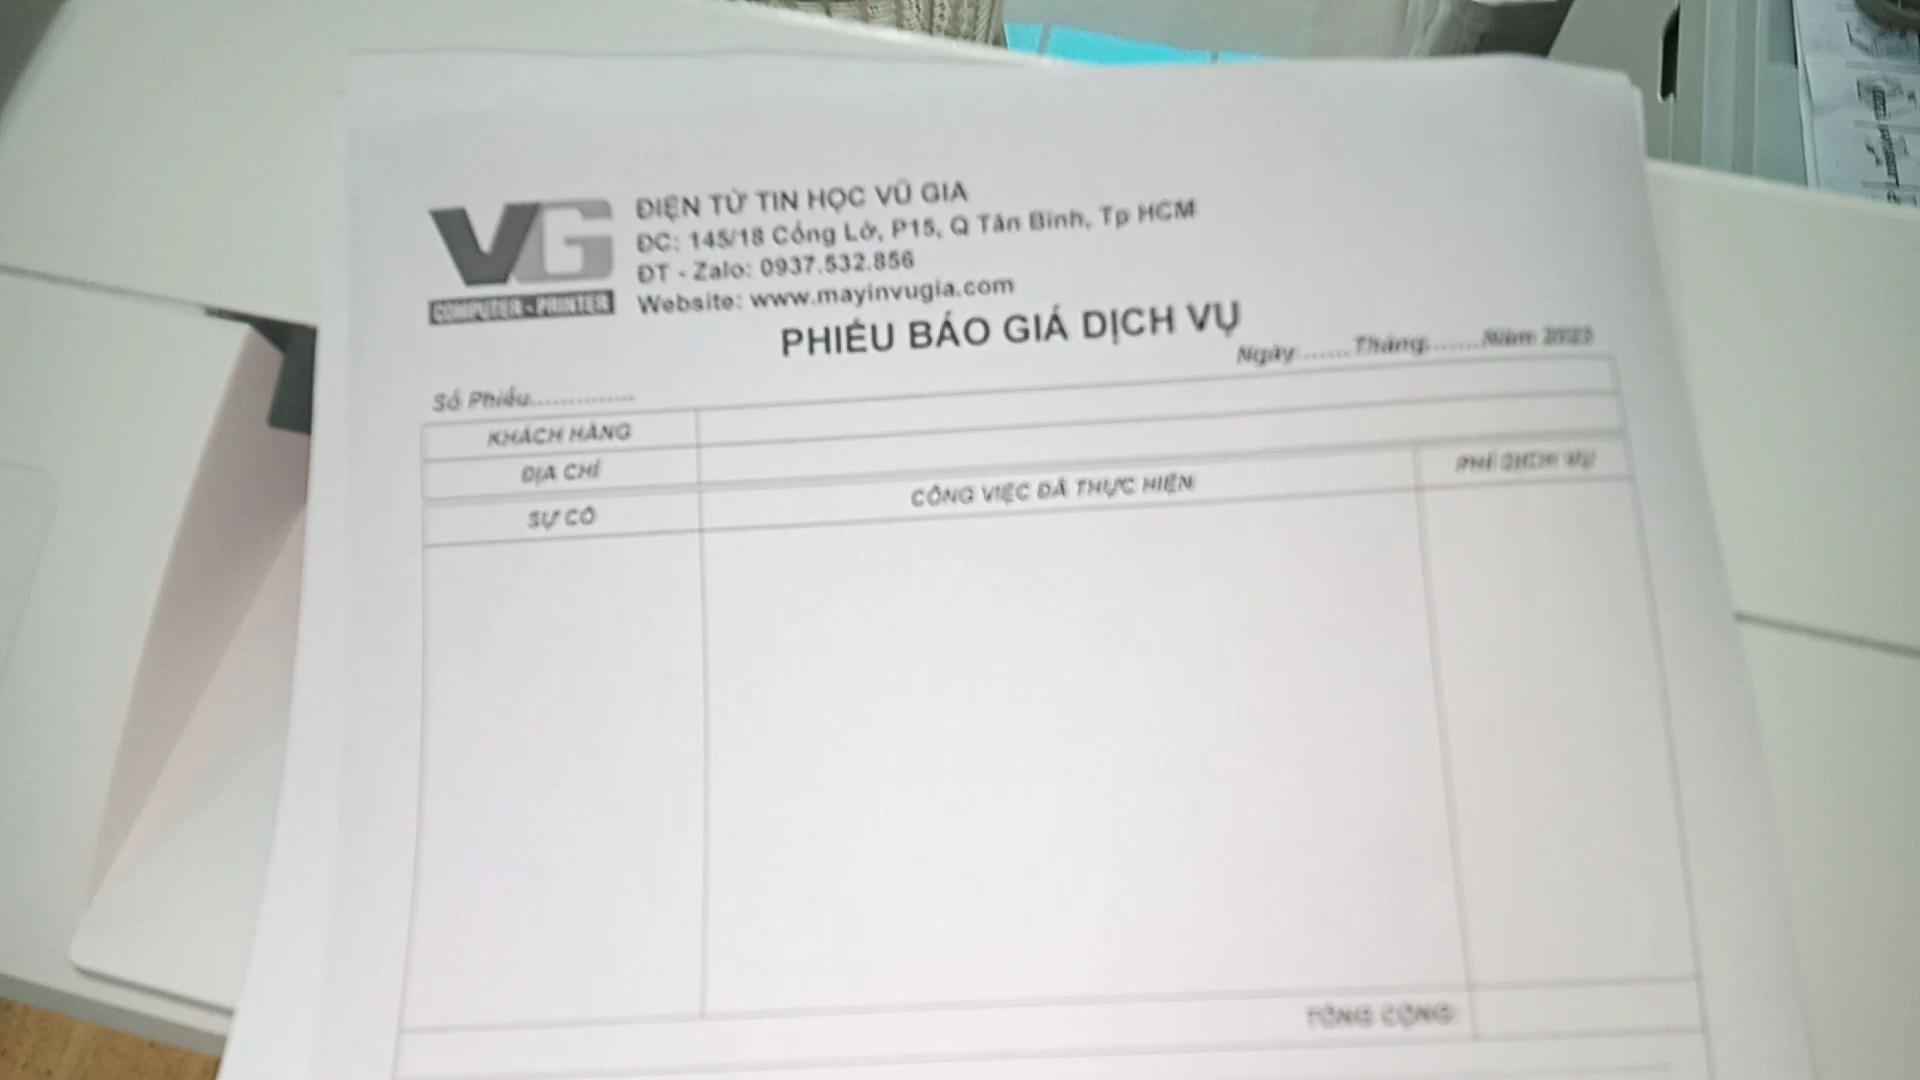 VG
COMPUTER - PRINTER
ĐIỆN TỬ TIN HỌC VŨ GIA
ĐC: 145/18 Cống Lở, P15, Q Tân Bình, Tp HCM
ĐT - Zalo: 0937.532.856
Website: www.mayinvugia.com
PHIẾU BÁO GIÁ DỊCH VỤ
Ngày.......Tháng.......Năm
Số Phiếu..............
KHÁCH HÀNG
ĐỊA CHỈ
SỰ CỐ CÔNG VIỆC ĐÃ THỰC HIỆN PHÍ DỊCH VỤ
TỔNG CỘNG